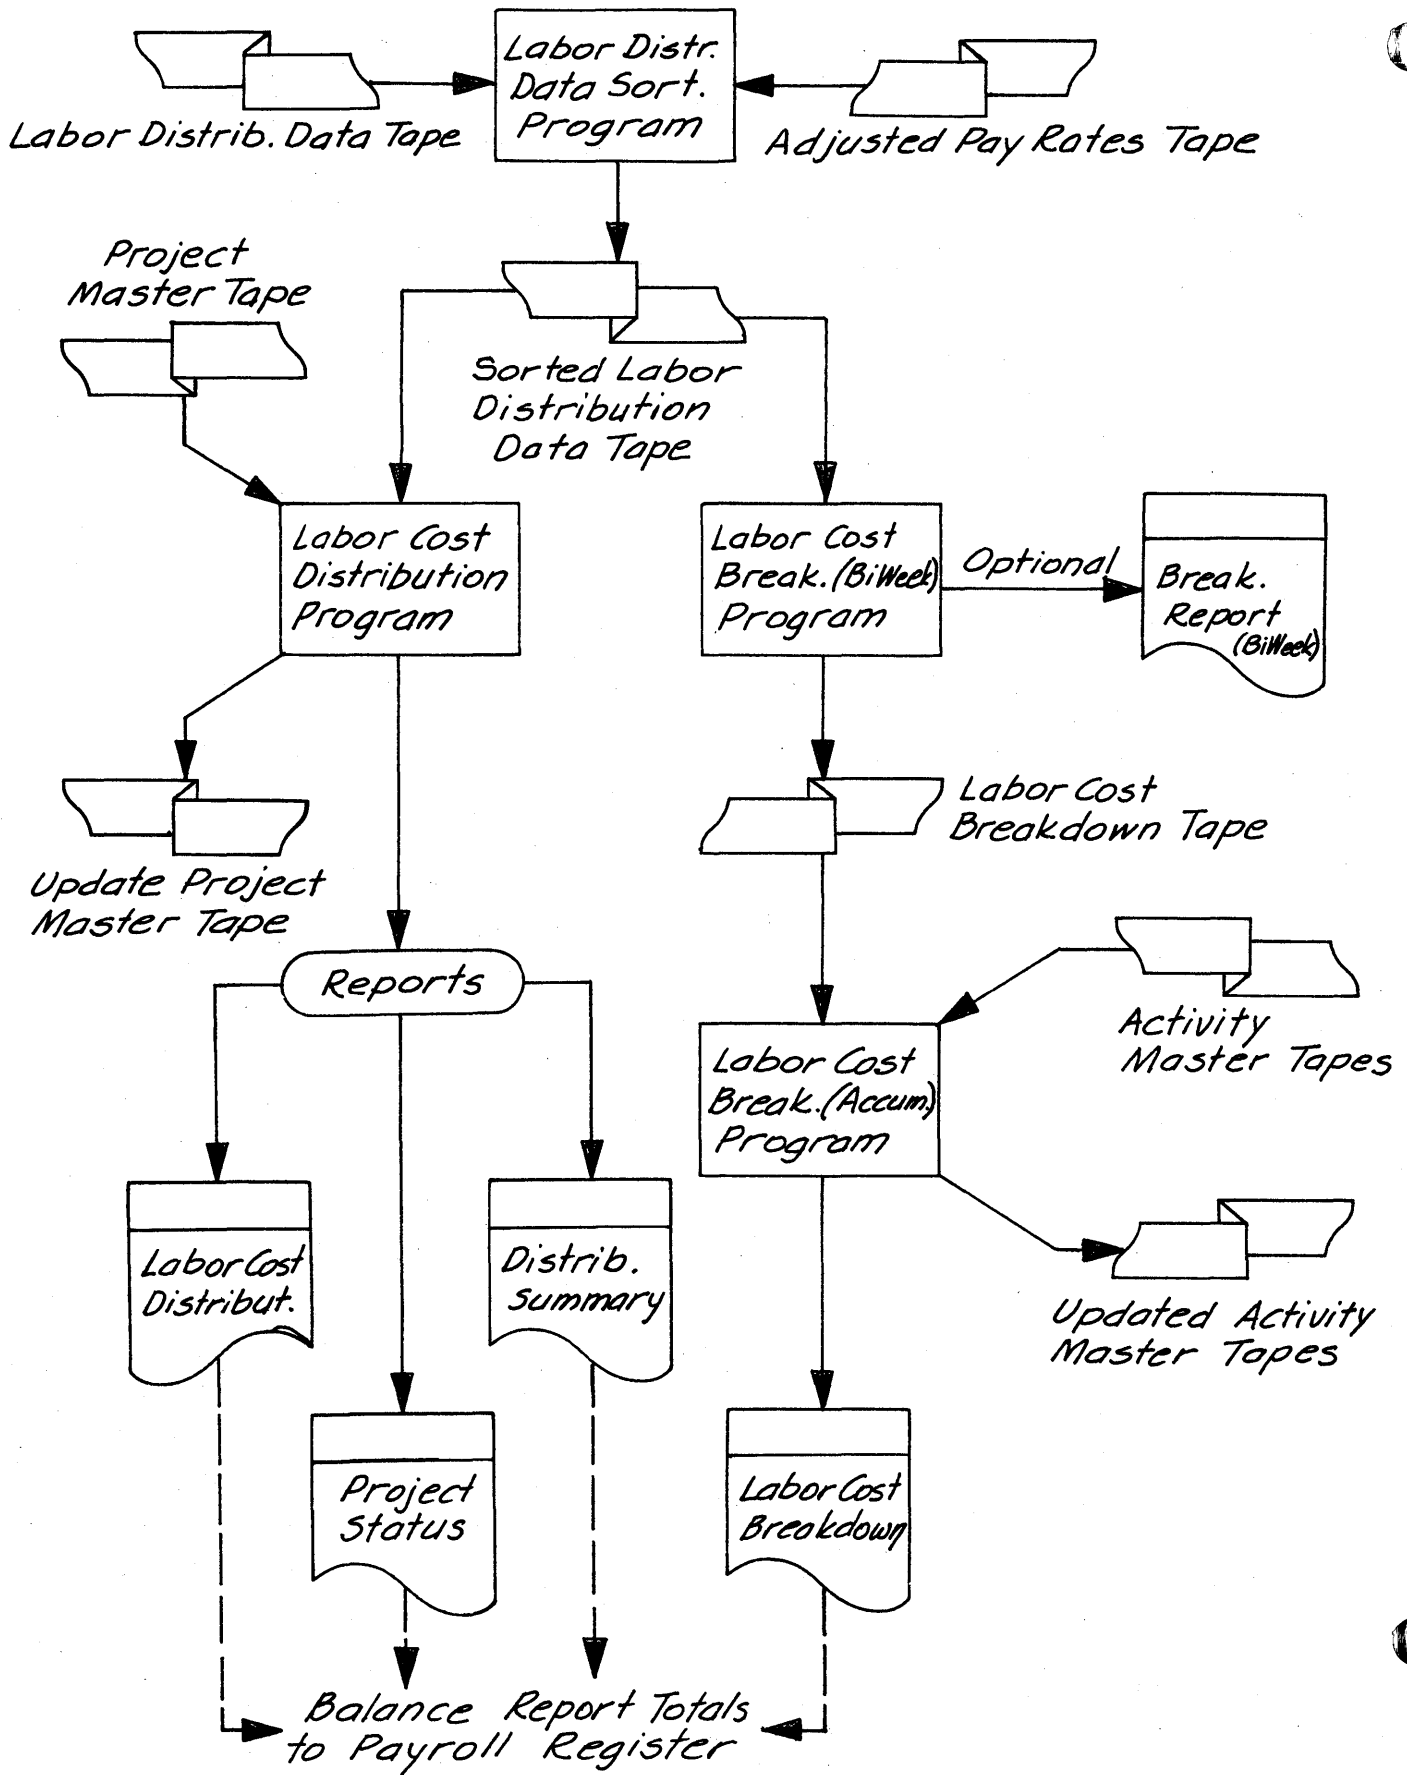 Labor Distr.
Data Sort.
Program
Labor Distrib. Data Tape
Adjusted Pay Rates Tape
Project
Master Tape
Sorted Labor
Distribution
Data Tape
Labor Cost
Distribution
Program
Labor Cost
Break. (BiWeek)
Program
Optional
Break.
Report
(BiWeek)
Update Project
Master Tape
Labor Cost
Breakdown Tape
Reports
Activity
Master Tapes
Labor Cost
Break. (Accum.)
Program
Labor Cost
Distribut.
Distrib.
Summary
Updated Activity
Master Tapes
Project
Status
Labor Cost
Breakdown
Balance Report Totals
to Payroll Register